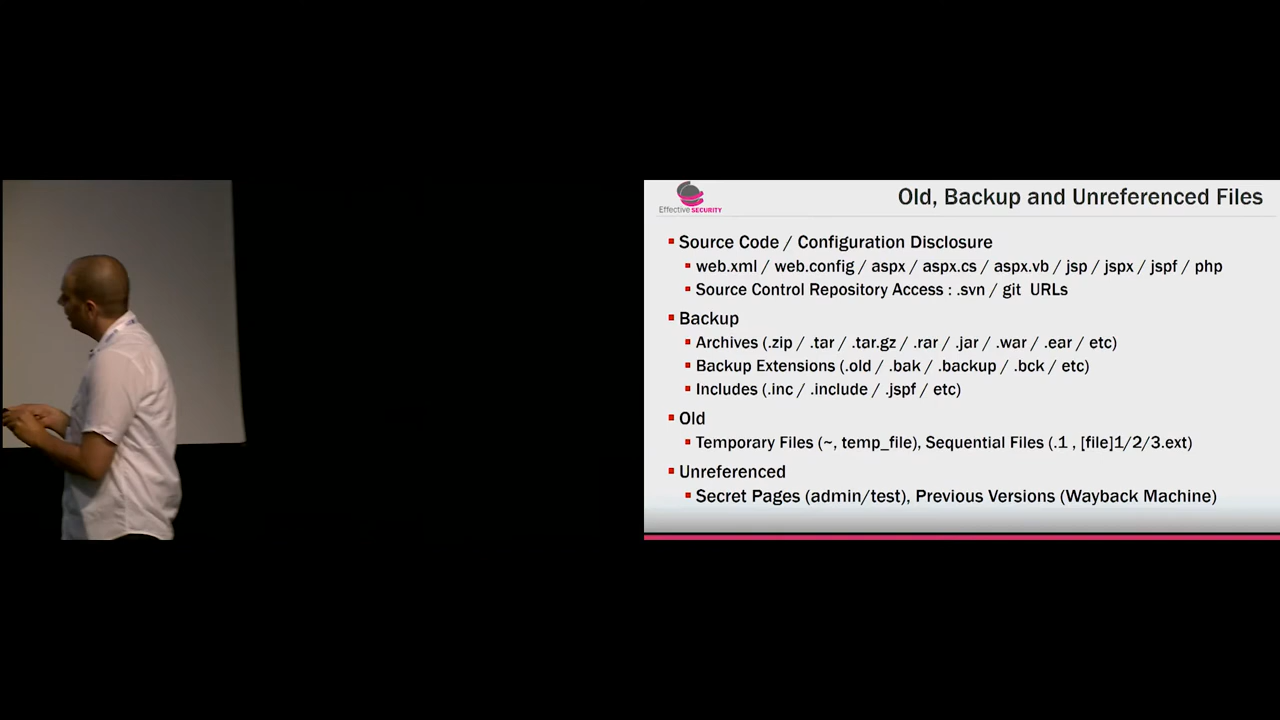 Effective SECURITY
Old, Backup and Unreferenced Files
Source Code / Configuration Disclosure
web.xml / web.config / aspx / aspx.cs / aspx.vb / jsp / jspx / jspf / php
Source Control Repository Access : .svn / git URLs
Backup
Archives (.zip / .tar / .tar.gz / .rar / .jar / .war / .ear / etc)
Backup Extensions (.old / .bak / .backup / .bck / etc)
Includes (.inc / .include / .jspf / etc)
Old
Temporary Files (~, temp_file), Sequential Files (.1 , [file]1/2/3.ext)
Unreferenced
Secret Pages (admin/test), Previous Versions (Wayback Machine)